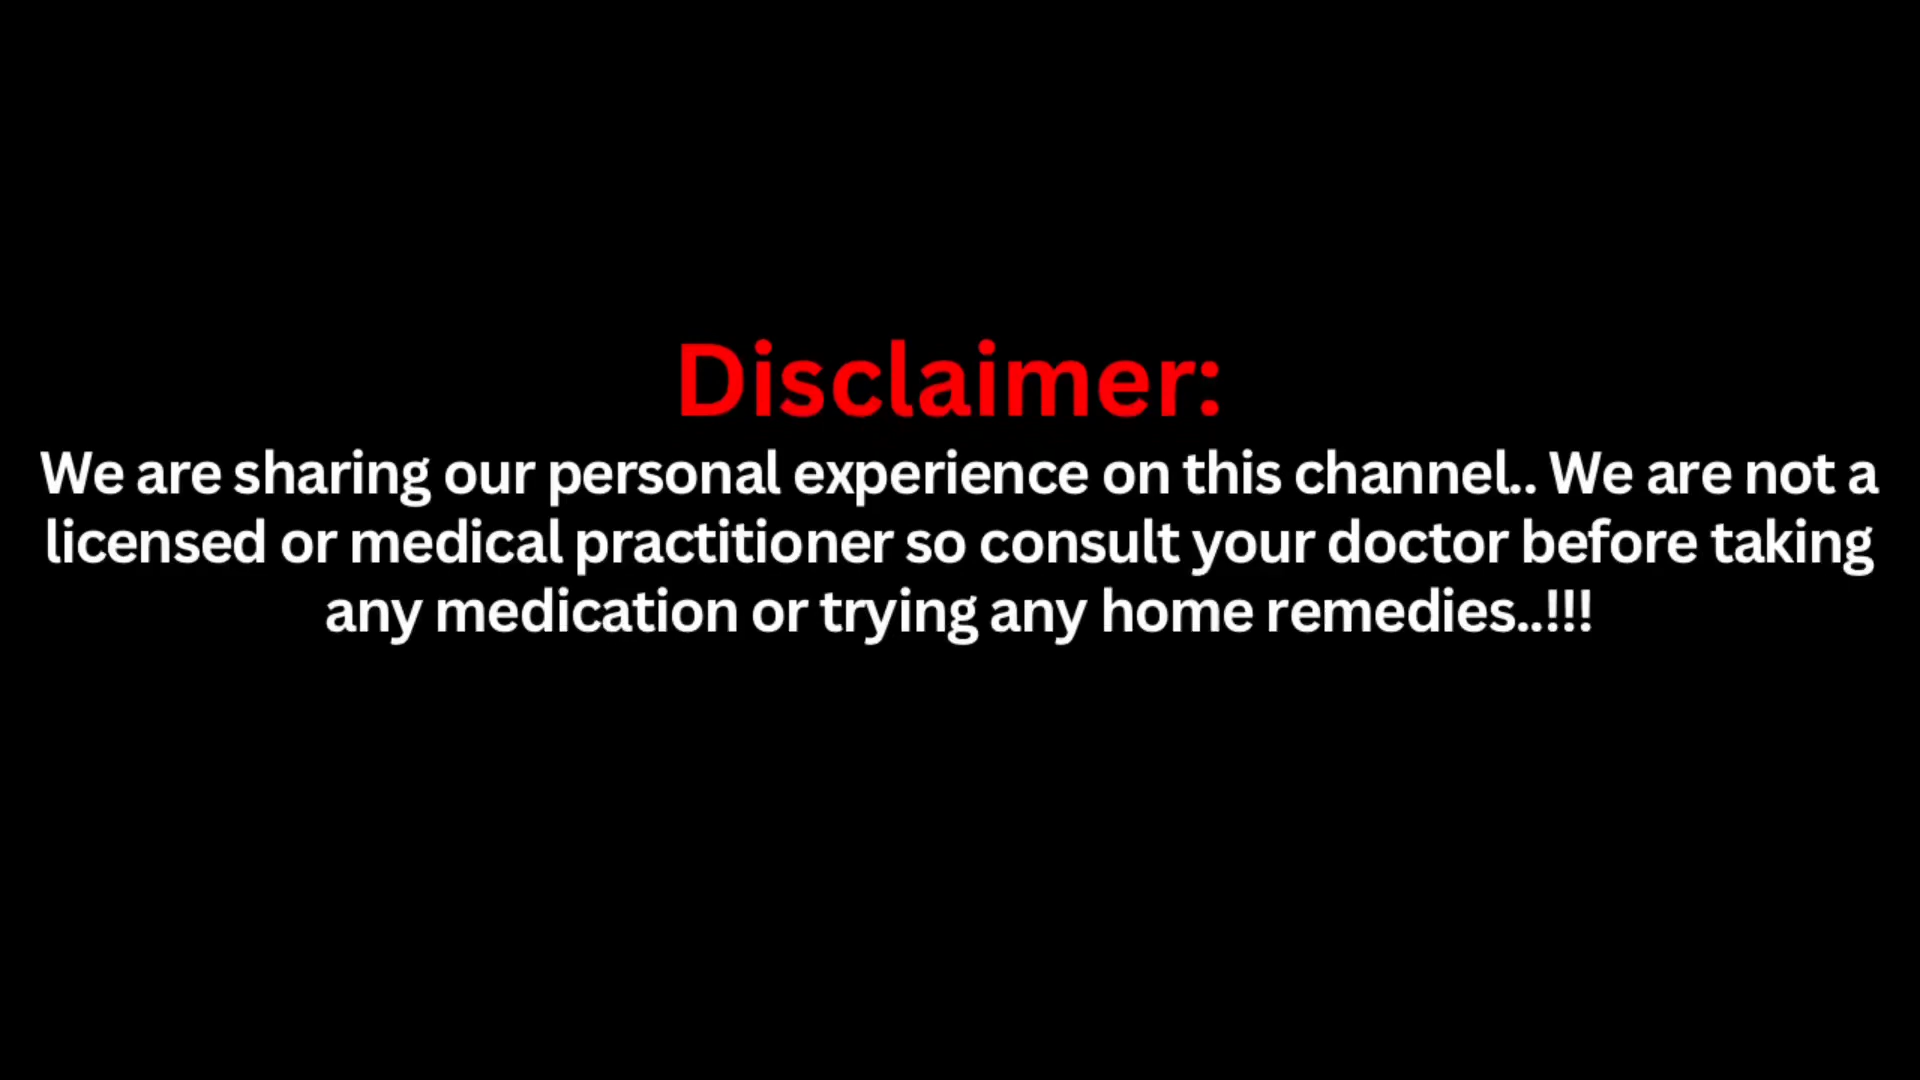 Disclaimer:
We are sharing our personal experience on this channel.. We are not a
licensed or medical practitioner so consult your doctor before taking
any medication or trying any home remedies..!!!